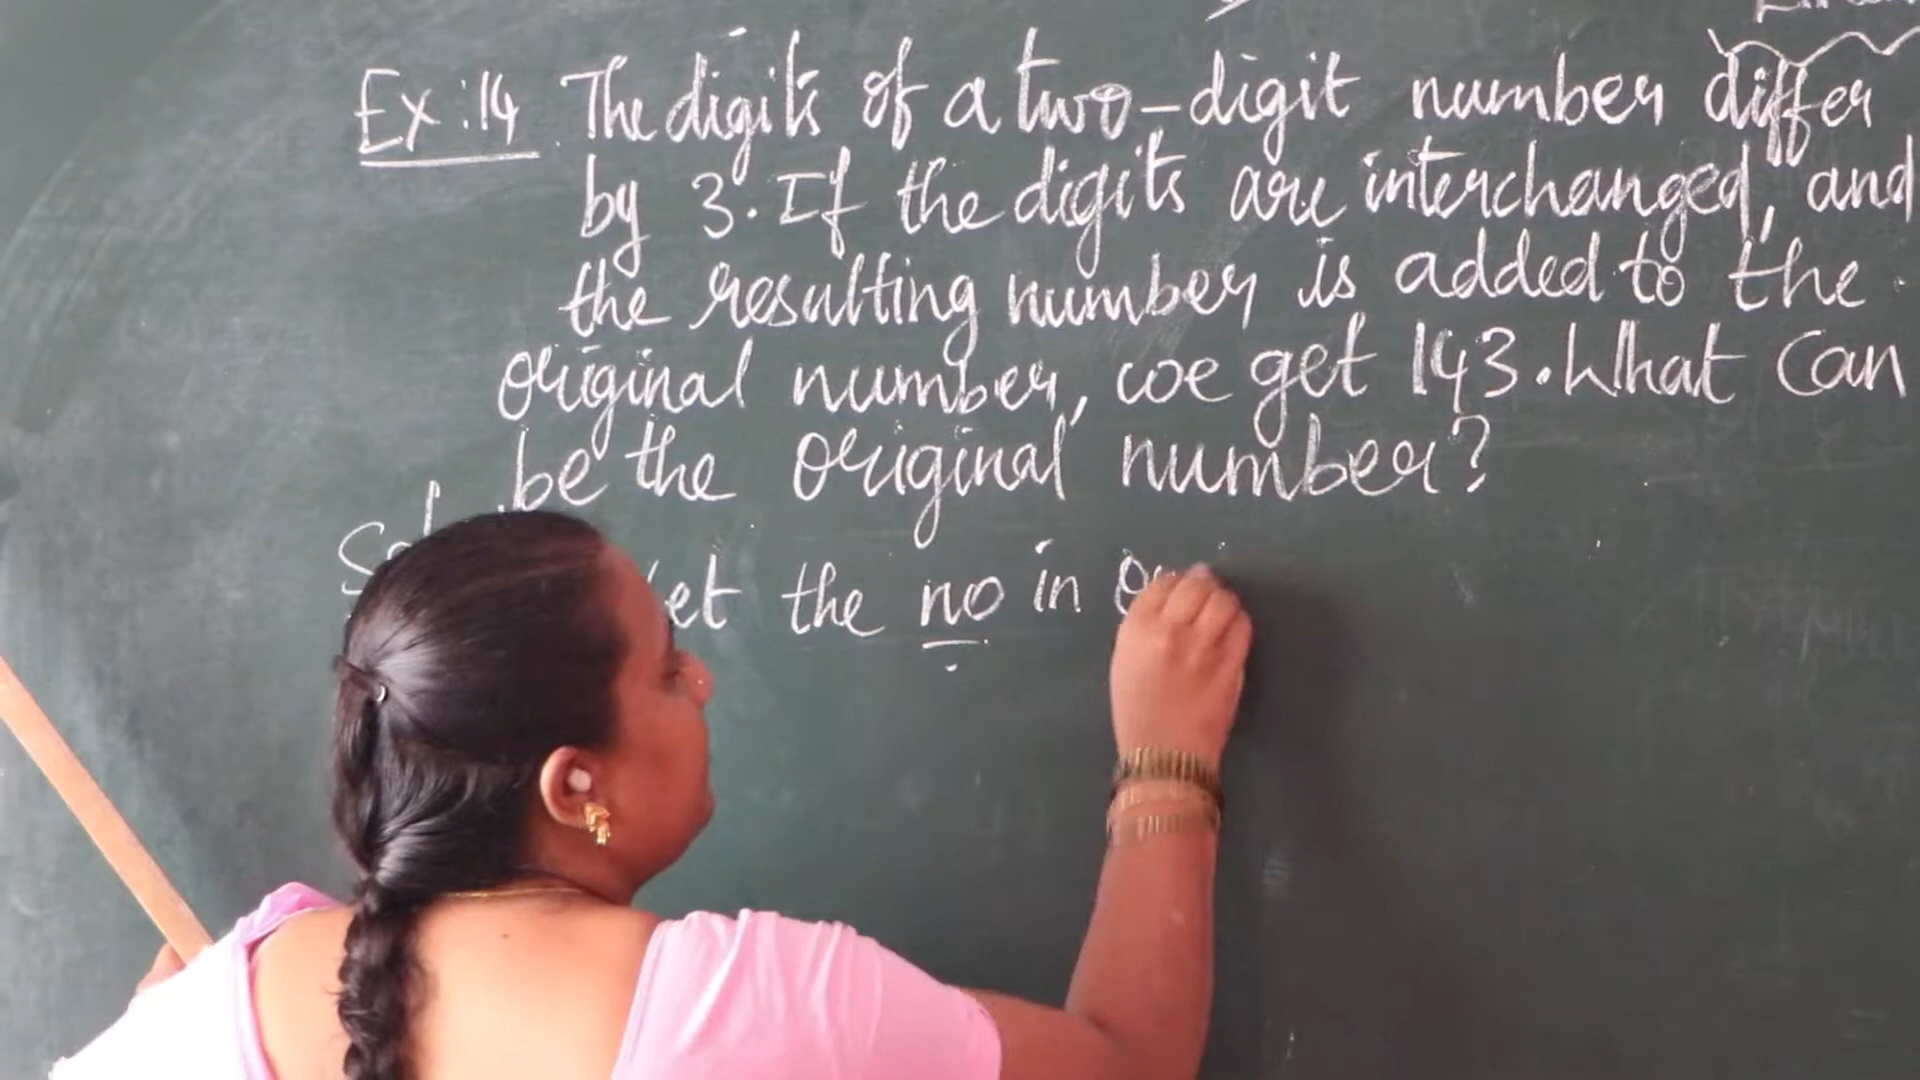 Ex:14 The digits of a two-digit number differ
by 3. If the digits are interchanged, and
the resulting number is added to the
original number, we get 143. What can
be the original number?
Let the no in